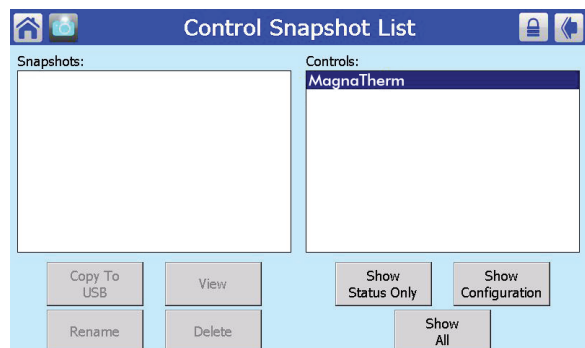 Control Snapshot List
Snapshots:
Controls:
MagnaTherm
Copy To
USB
View
Show
Status Only
Show
Configuration
Rename
Delete
Show
All